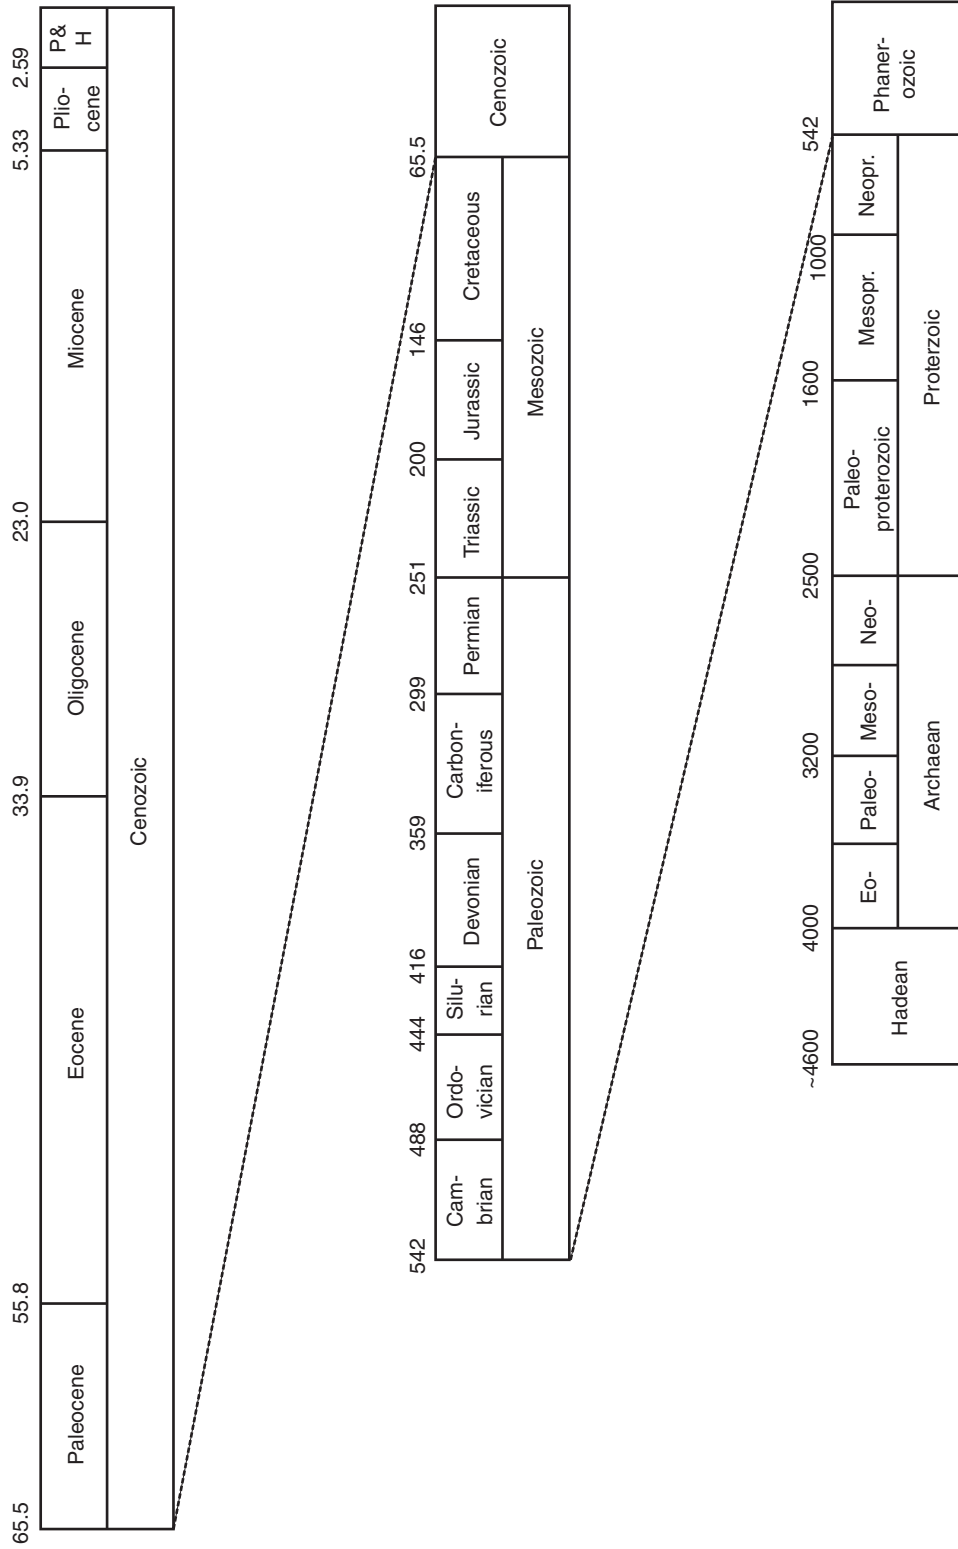 65.5
55.8
33.9
23.0
5.33
2.59
Paleocene
Eocene
Oligocene
Miocene
Plio-
cene
P&
H
Cenozoic
542
488
444
416
359
299
251
200
146
65.5
Cam-
brian
Ordo-
vician
Silu-
rian
Devonian
Carbon-
iferous
Permian
Triassic
Jurassic
Cretaceous
Cenozoic
Paleozoic
Mesozoic
~4600
4000
3200
2500
1600
1000
542
Hadean
Eo-
Paleo-
Meso-
Neo-
Paleo-
proterozoic
Mesopr.
Neopr.
Phaner-
ozoic
Archaean
Proterzoic